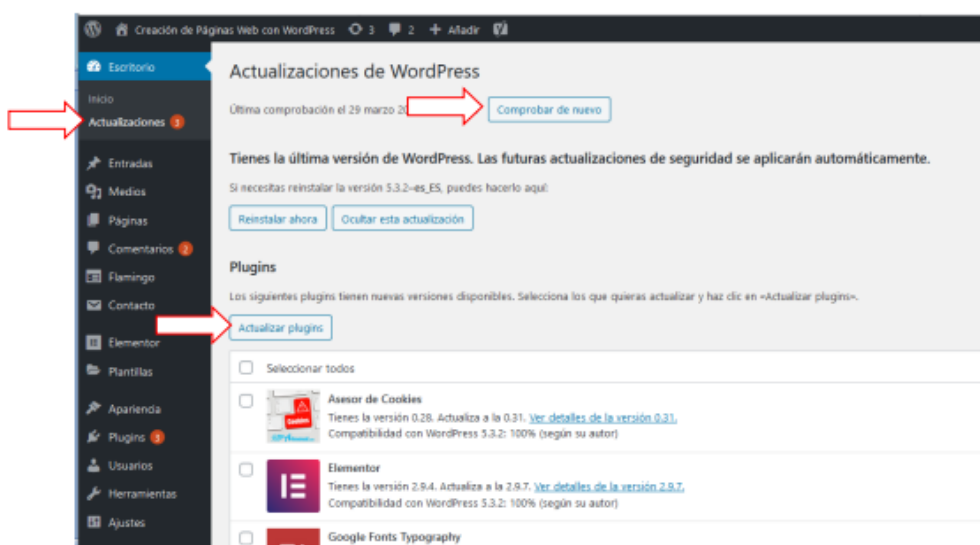 Creación de Páginas Web con WordPress 3 2 + Añadir
Escritorio
Inicio
Actualizaciones 3
Entradas
Medios
Páginas
Comentarios 2
Flamingo
Contacto
Elementor
Plantillas
Apariencia
Plugins 3
Usuarios
Herramientas
Ajustes
Actualizaciones de WordPress
Última comprobación el 29 marzo 20
Comprobar de nuevo
Tienes la última versión de WordPress. Las futuras actualizaciones de seguridad se aplicarán automáticamente.
Si necesitas reinstalar la versión 5.3.2–es_ES, puedes hacerlo aquí:
Reinstalar ahora Ocultar esta actualización
Plugins
Los siguientes plugins tienen nuevas versiones disponibles. Selecciona los que quieras actualizar y haz clic en «Actualizar plugins».
Actualizar plugins
Seleccionar todos
Cookies
Asesor de Cookies
Tienes la versión 0.28. Actualiza a la 0.31. Ver detalles de la versión 0.31.
Compatibilidad con WordPress 5.3.2: 100% (según su autor)
Elementor
Tienes la versión 2.9.4. Actualiza a la 2.9.7. Ver detalles de la versión 2.9.7.
Compatibilidad con WordPress 5.3.2: 100% (según su autor)
Google Fonts Typography